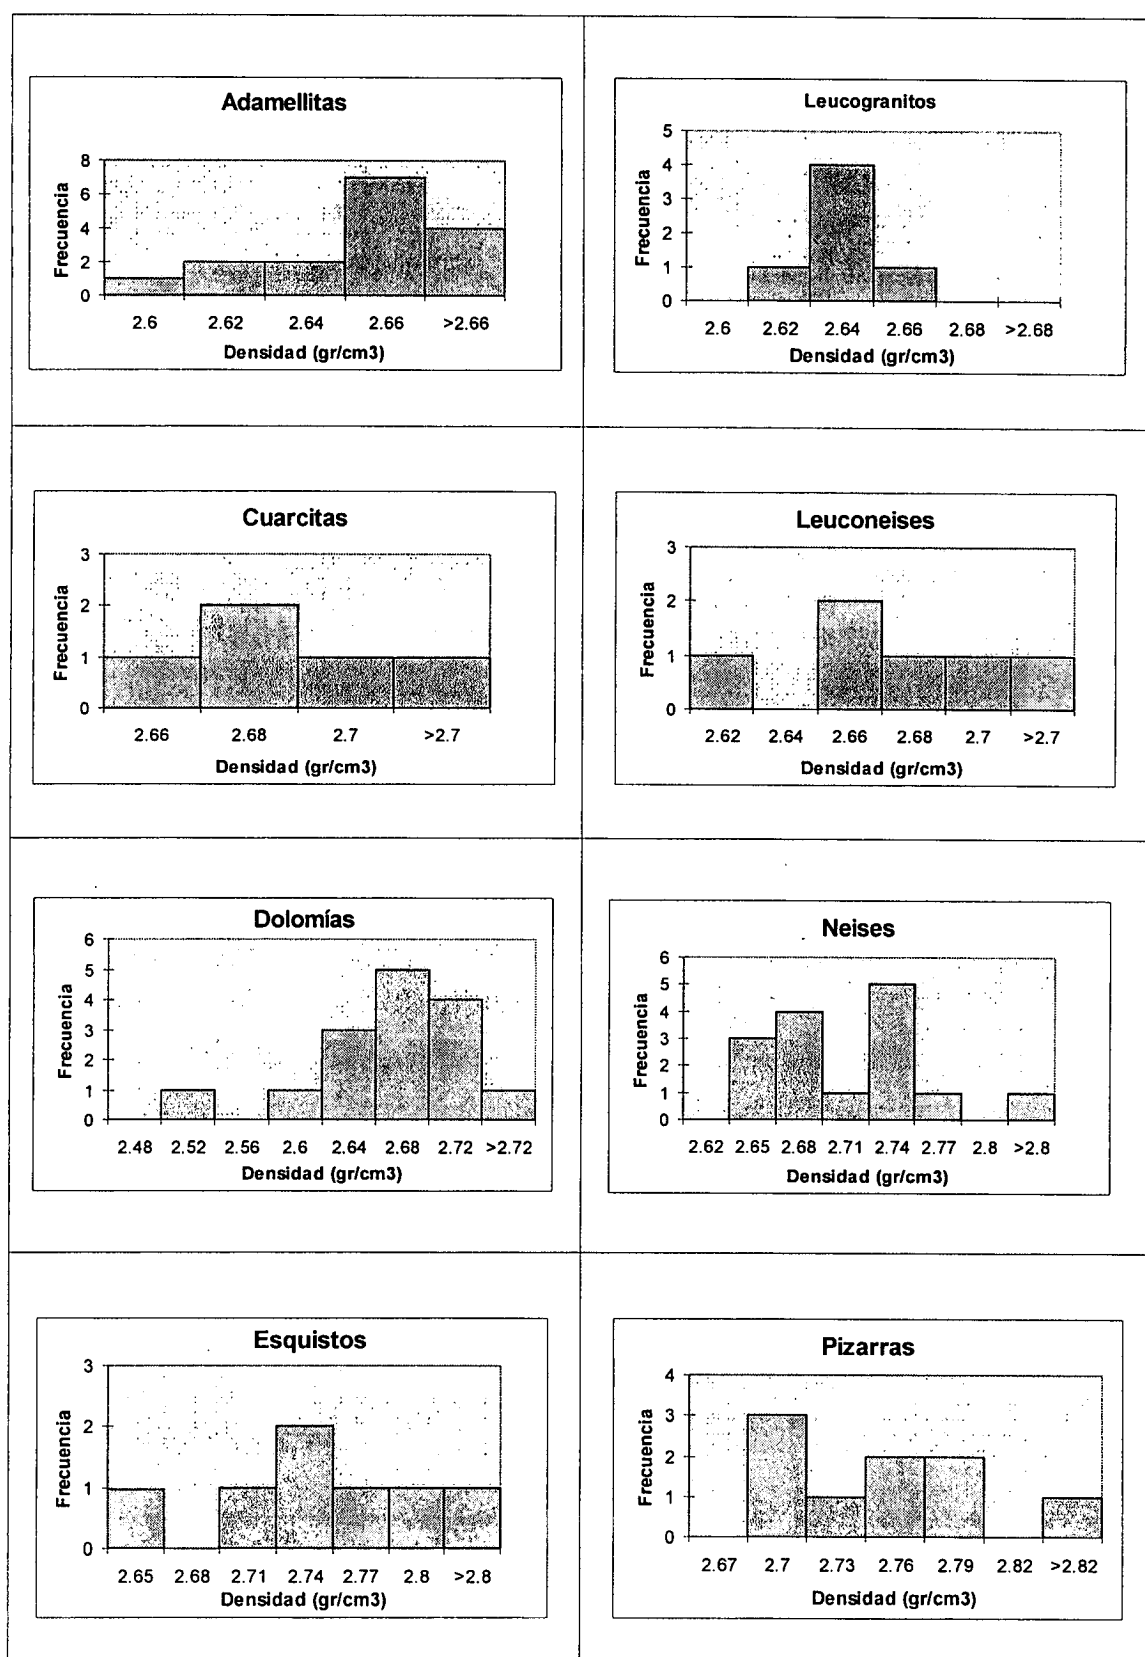 Adamellitas
8
6
4
2
0
Frecuencia
2.6 2.62 2.64 2.66 >2.66
Densidad (gr/cm3)
Leucogranitos
5
4
3
2
1
0
Frecuencia
2.6 2.62 2.64 2.66 2.68 >2.68
Densidad (gr/cm3)
Cuarcitas
3
2
1
0
Frecuencia
2.66 2.68 2.7 >2.7
Densidad (gr/cm3)
Leuconeises
3
2
1
0
Frecuencia
2.62 2.64 2.66 2.68 2.7 >2.7
Densidad (gr/cm3)
Dolomías
6
5
4
3
2
1
0
Frecuencia
2.48 2.52 2.56 2.6 2.64 2.68 2.72 >2.72
Densidad (gr/cm3)
Neises
6
5
4
3
2
1
0
Frecuencia
2.62 2.65 2.68 2.71 2.74 2.77 2.8 >2.8
Densidad (gr/cm3)
Esquistos
3
2
1
0
Frecuencia
2.65 2.68 2.71 2.74 2.77 2.8 >2.8
Densidad (gr/cm3)
Pizarras
4
3
2
1
0
Frecuencia
2.67 2.7 2.73 2.76 2.79 2.82 >2.82
Densidad (gr/cm3)